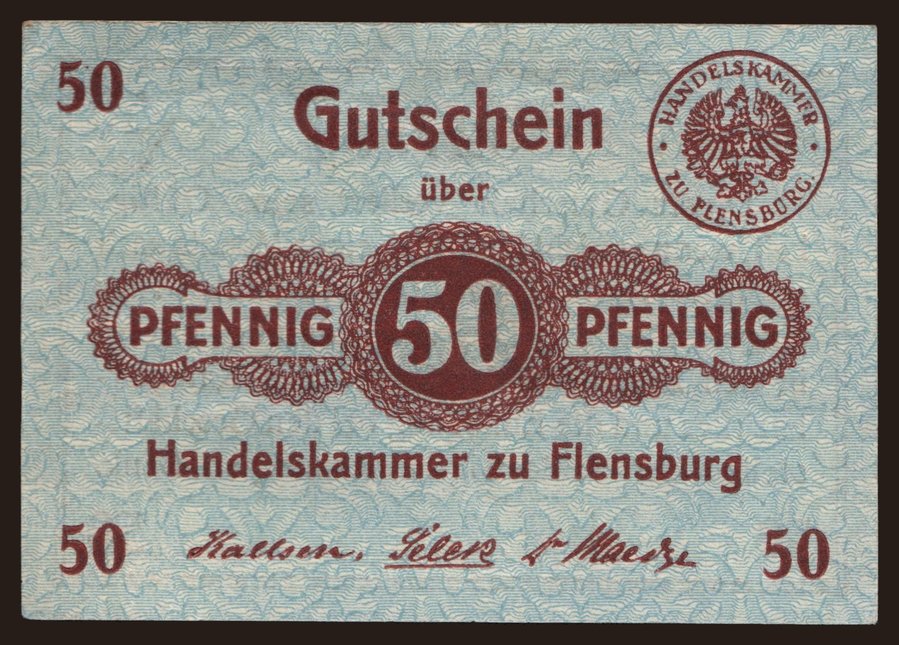 50
Gutschein
HANDELSKAMMER
ZU FLENSBURG.
über
PFENNIG 50 PFENNIG
Handelskammer zu Flensburg
50
50